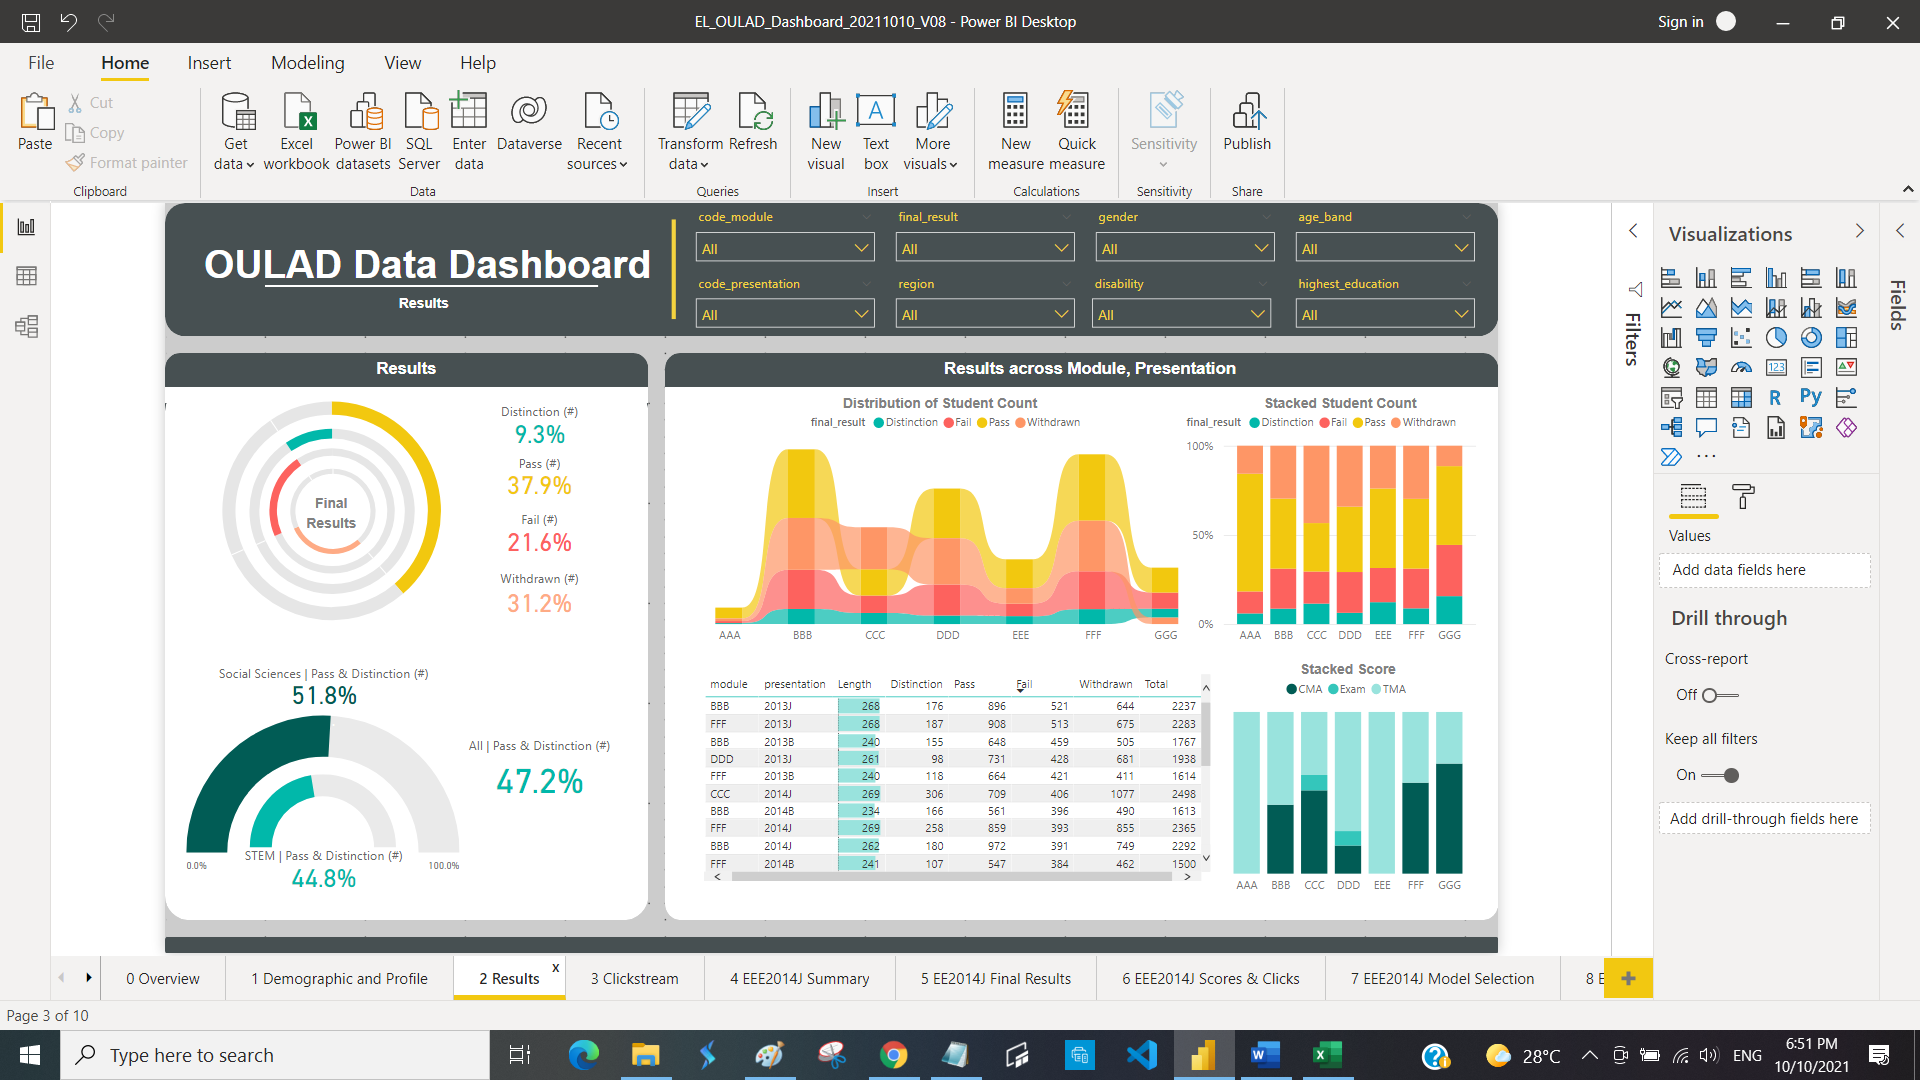 EL_OULAD_Dashboard_20211010_V08 - Power BI Desktop
Sign in
File Home Insert Modeling View Help
Paste
Cut
Copy
Format painter
Clipboard
Get data
Excel workbook
Power BI datasets
SQL Server
Enter data
Dataverse
Recent sources
Data
Transform data
Refresh
Queries
New visual
Text box
More visuals
Insert
New measure
Quick measure
Calculations
Sensitivity
Sensitivity
Publish
Share
OULAD Data Dashboard
Results
code_module final_result gender age_band
All All All All
code_presentation region disability highest_education
All All All All
Results
Final
Results
Distinction (#)
9.3%
Pass (#)
37.9%
Fail (#)
21.6%
Withdrawn (#)
31.2%
Social Sciences | Pass & Distinction (#)
51.8%
All | Pass & Distinction (#)
47.2%
0.0%
100.0%
STEM | Pass & Distinction (#)
44.8%
Results across Module, Presentation
Distribution of Student Count
final_result Distinction Fail Pass Withdrawn
AAA BBB CCC DDD EEE FFF GGG
Stacked Student Count
final_result Distinction Fail Pass Withdrawn
100%
50%
0%
AAA BBB CCC DDD EEE FFF GGG
module presentation Length Distinction Pass Fail Withdrawn Total
BBB 2013J 268 176 896 521 644 2237
FFF 2013J 268 187 908 513 675 2283
BBB 2013B 240 155 648 459 505 1767
DDD 2013J 261 98 731 428 681 1938
FFF 2013B 240 118 664 421 411 1614
CCC 2014J 269 306 709 406 1077 2498
BBB 2014B 234 166 561 396 490 1613
FFF 2014J 269 258 859 393 855 2365
BBB 2014J 262 180 972 391 749 2292
FFF 2014B 241 107 547 384 462 1500
Stacked Score
CMA Exam TMA
AAA BBB CCC DDD EEE FFF GGG
Filters
Visualizations
R Py
123
Values
Add data fields here
Drill through
Cross-report
Off
Keep all filters
On
Add drill-through fields here
Fields
0 Overview
1 Demographic and Profile
2 Results x
3 Clickstream
4 EEE2014J Summary
5 EE2014J Final Results
6 EEE2014J Scores & Clicks
7 EEE2014J Model Selection
8 E
Page 3 of 10
Type here to search
28°C
ENG
6:51 PM
10/10/2021